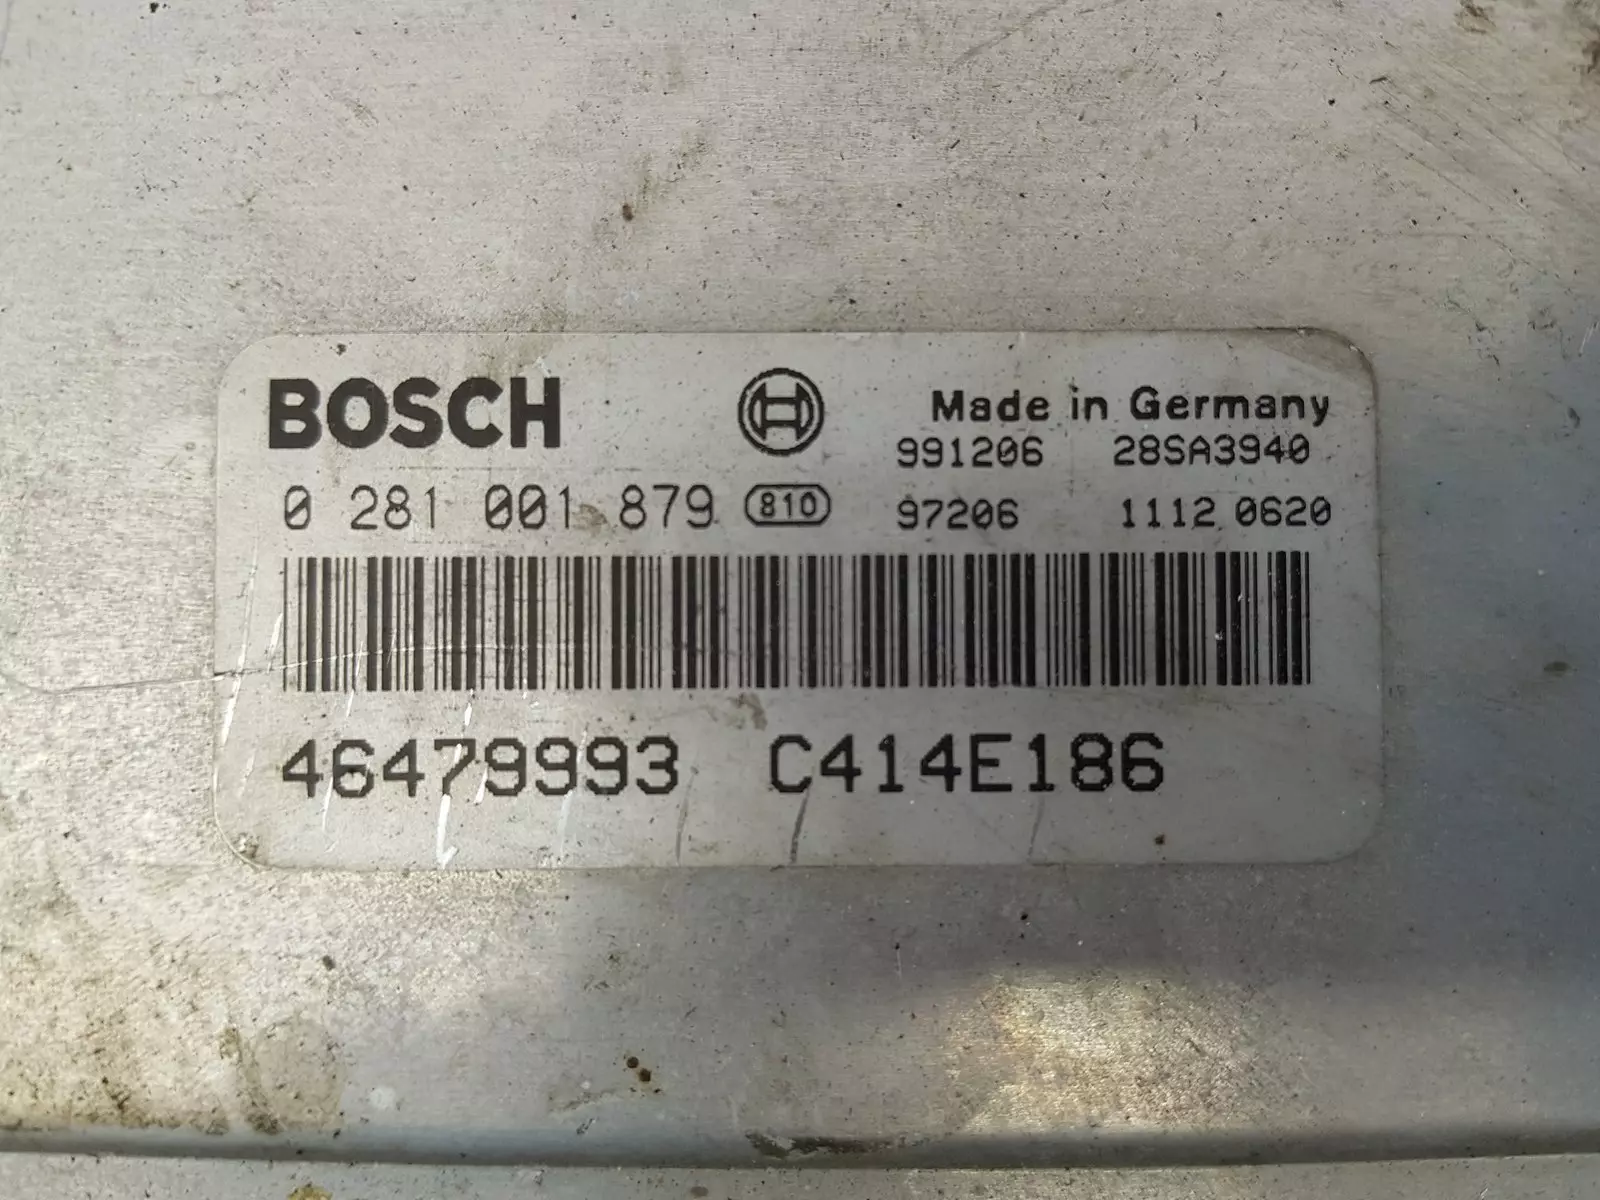 BOSCH Made in Germany
991206 28SA3940
0 281 001 879 810 97206 1112 0620
46479993 C414E186